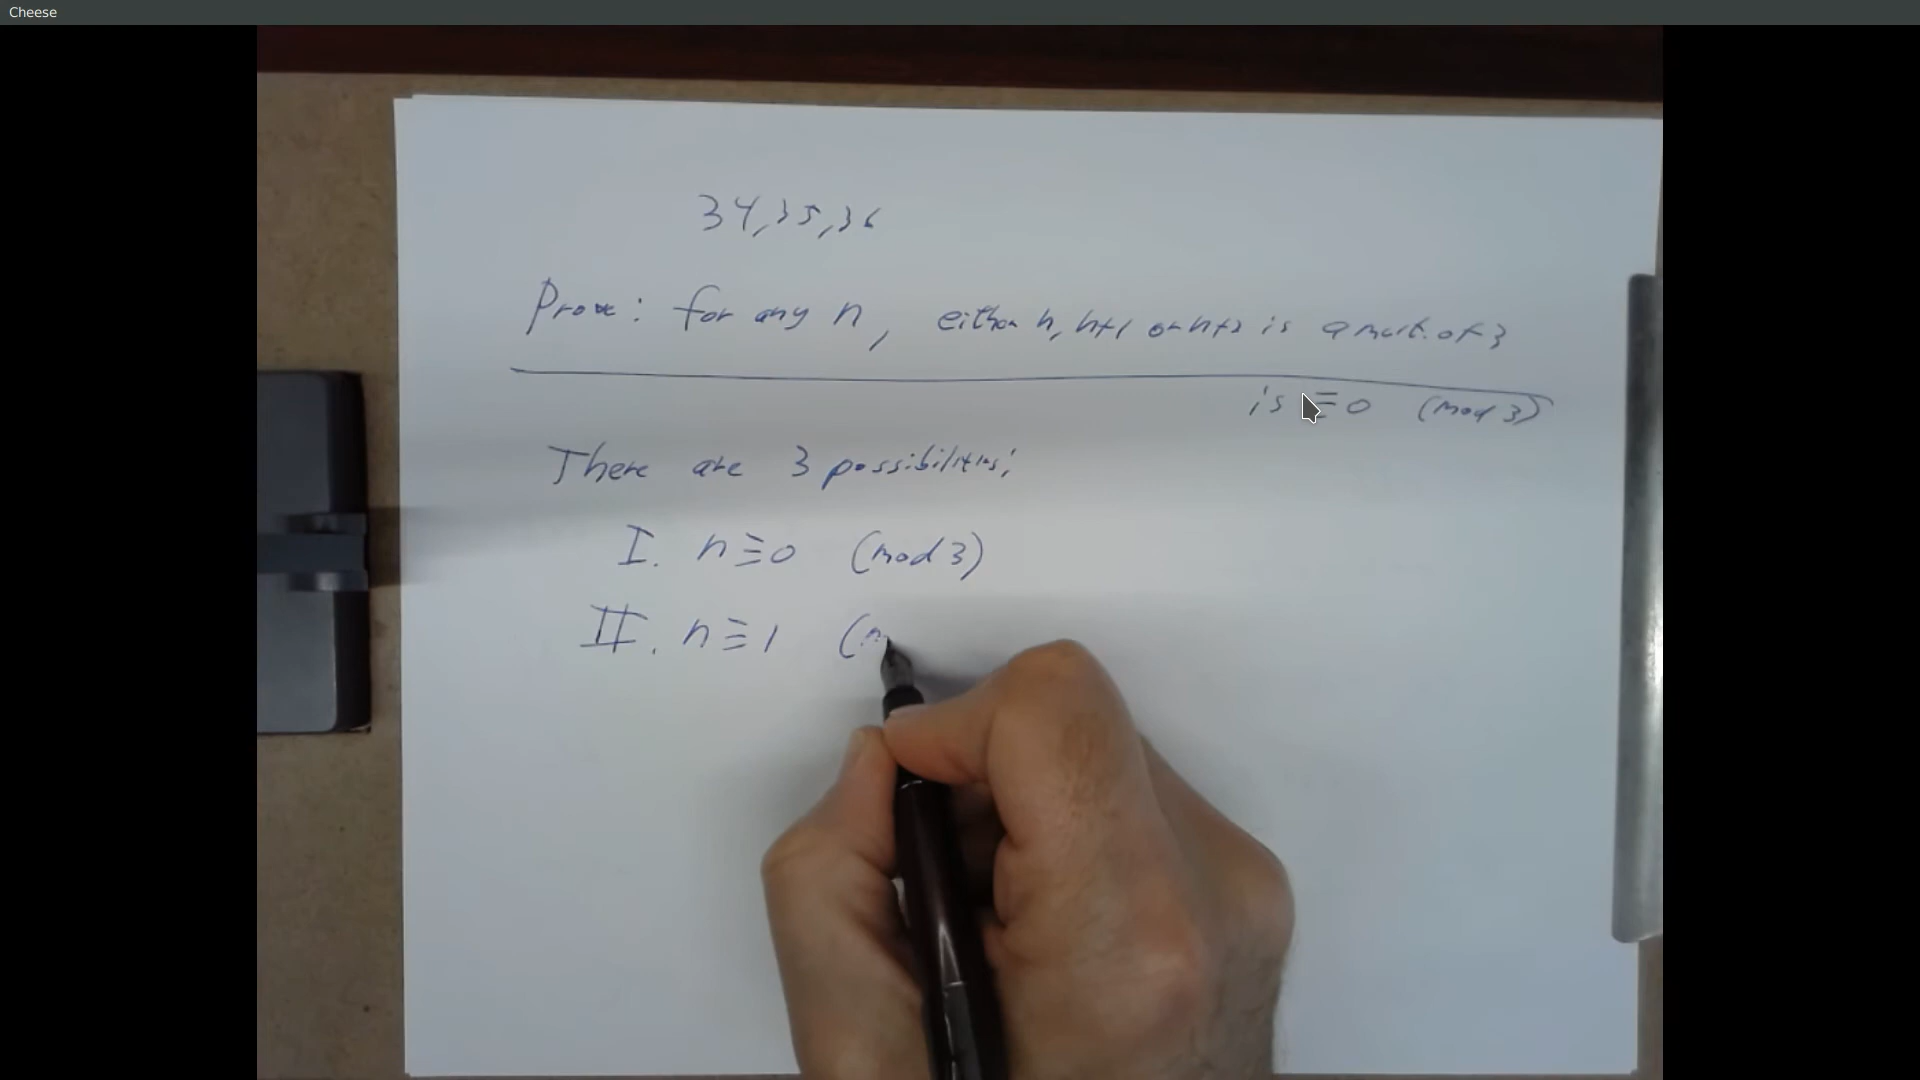 Cheese
34,35,36
Prove: for any n, either n, n+1 or n+2 is a mult. of 3
is ≡0 (mod 3)
There are 3 possibilities:
I. n≡0 (mod 3)
II. n≡1 (m